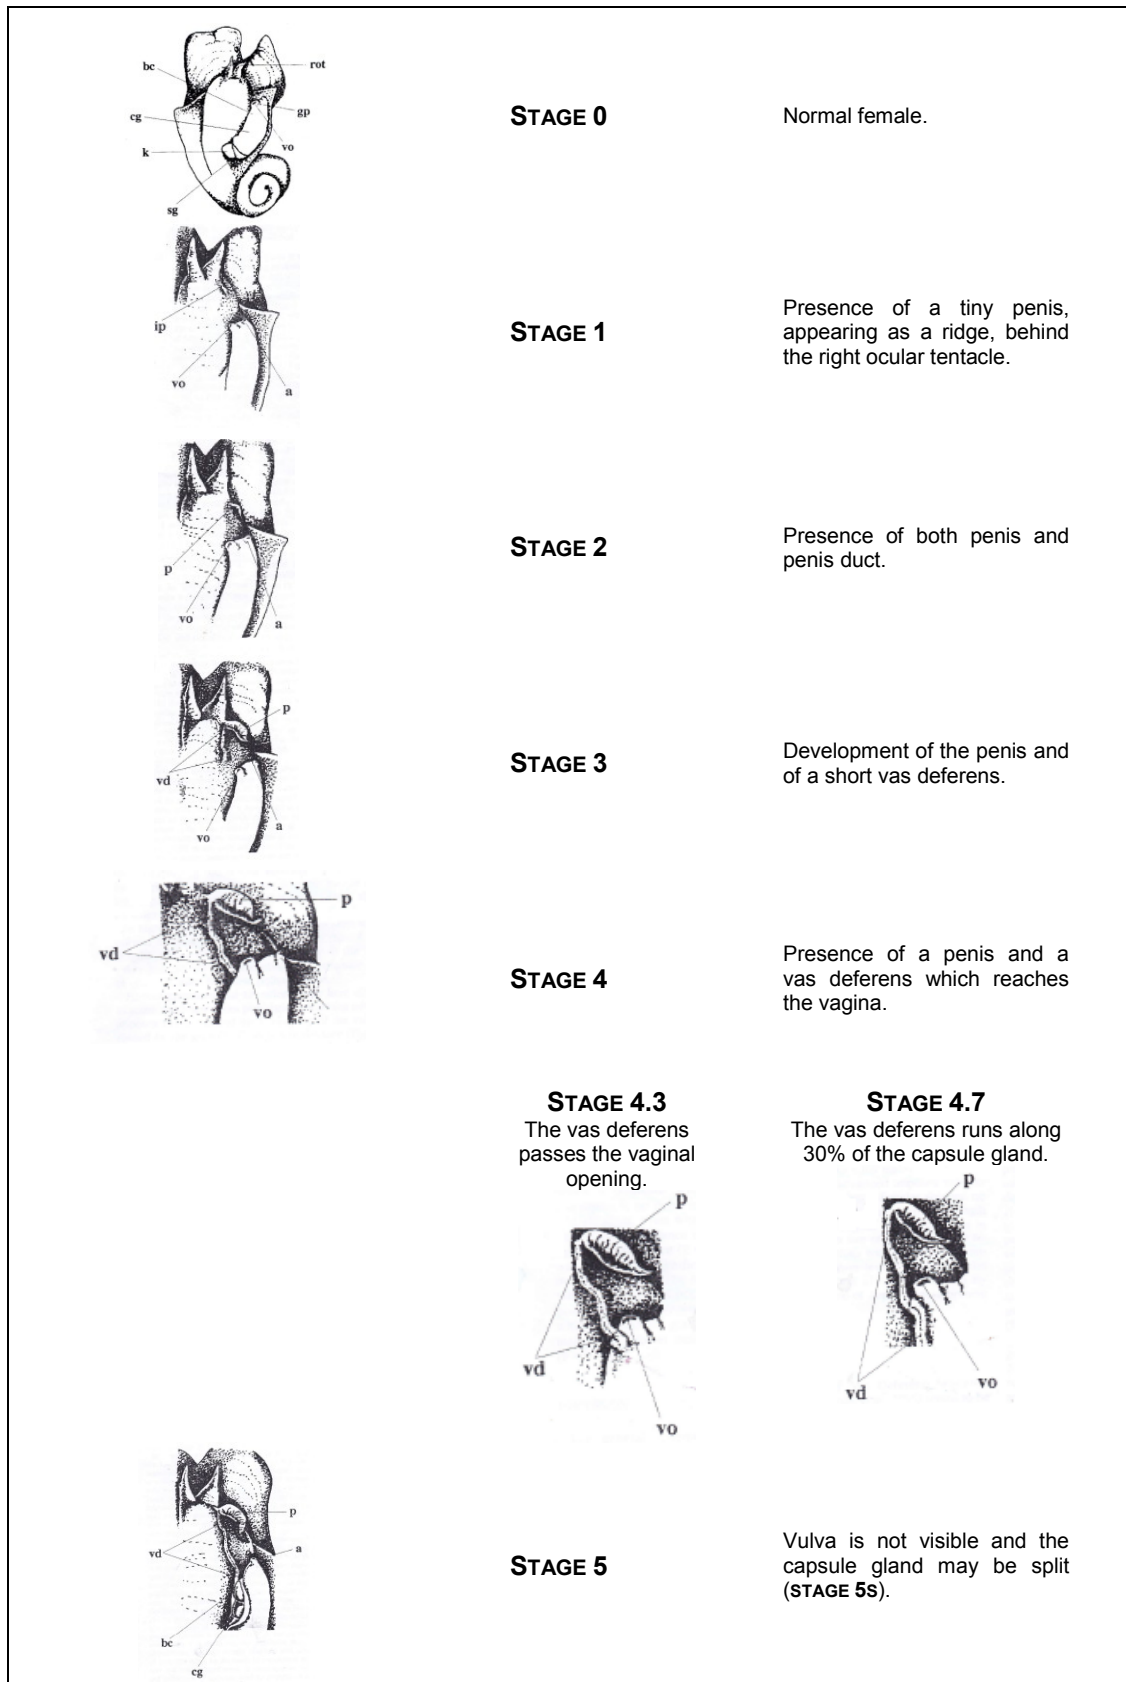 bc
rot
cg
gp
k
vo
sg
STAGE 0
Normal female.
ip
vo
a
STAGE 1
Presence of a tiny penis,
appearing as a ridge, behind
the right ocular tentacle.
p
vo
a
STAGE 2
Presence of both penis and
penis duct.
p
vd
vo
a
STAGE 3
Development of the penis and
of a short vas deferens.
p
vd
vo
STAGE 4
Presence of a penis and a
vas deferens which reaches
the vagina.
STAGE 4.3
The vas deferens
passes the vaginal
opening.
p
vd
vo
STAGE 4.7
The vas deferens runs along
30% of the capsule gland.
p
vd
vo
p
vd
a
bc
cg
STAGE 5
Vulva is not visible and the
capsule gland may be split
(STAGE 5S).